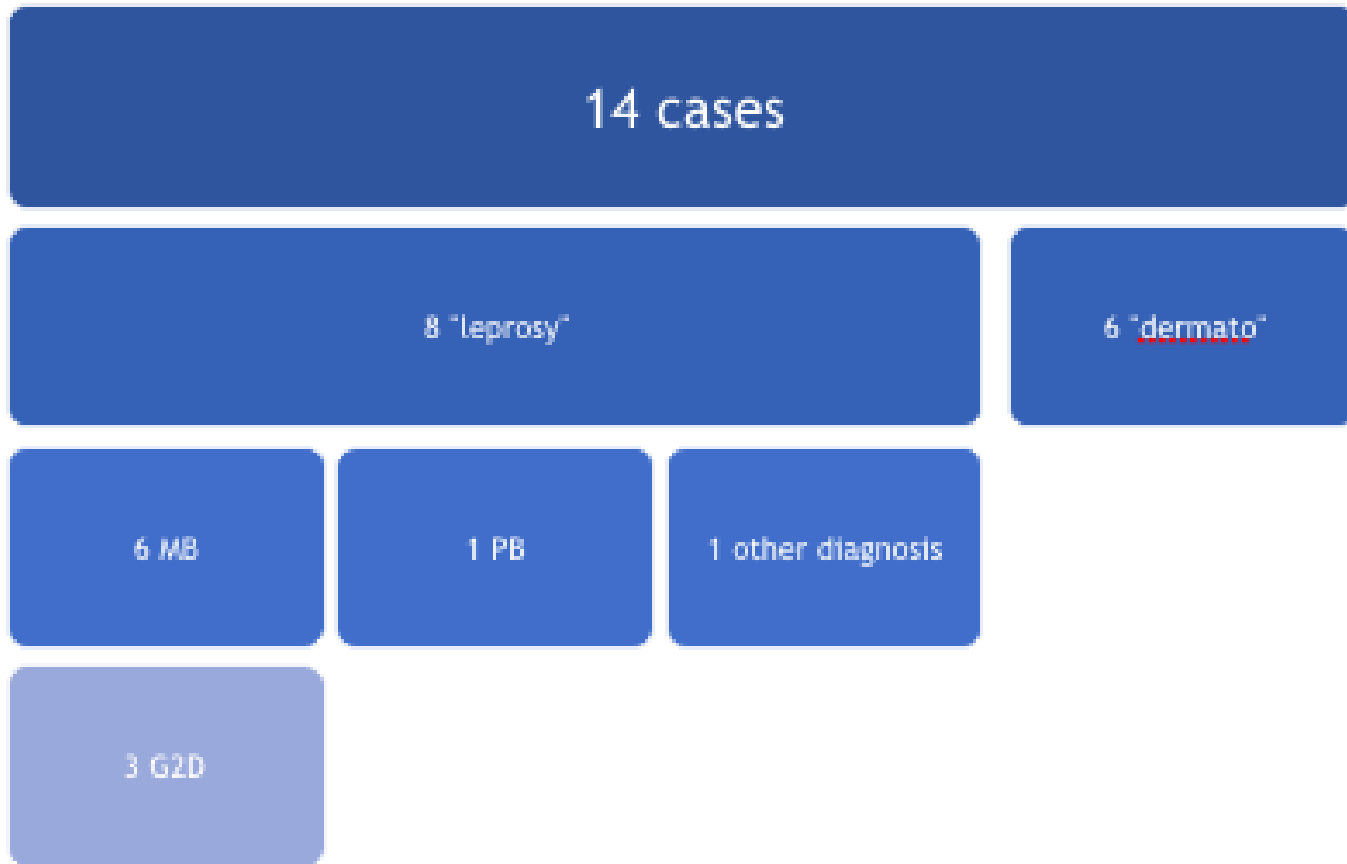 14 cases
8 "leprosy"
6 "dermato"
6 MB
1 PB
1 other diagnosis
3 G2D